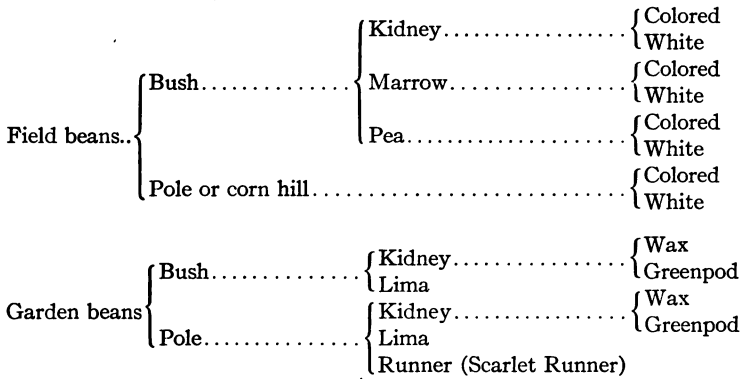 Colored
Kidney..................
White
Colored
Bush.............. Marrow..................
White
Colored
Field beans.. Pea......................
White
Colored
Pole or corn hill..............................
White
Wax
Kidney................
Bush.............. Greenpod
Lima
Wax
Kidney................
Garden beans Greenpod
Pole.............. Lima
Runner (Scarlet Runner)